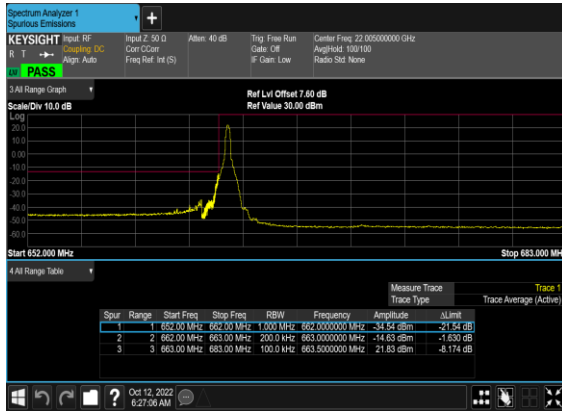 Spectrum Analyzer 1
Spurious Emissions
KEYSIGHT Input: RF Input Z: 50 Ω Atten: 40 dB Trig: Free Run Center Freq: 22.005000000 GHz
R T Coupling: DC Corr CCorr Gate: Off Avg|Hold: 100/100
Align: Auto Freq Ref: Int (S) IF Gain: Low Radio Std: None
PASS
3 All Range Graph
Ref Lvl Offset 7.60 dB
Scale/Div 10.0 dB Ref Value 30.00 dBm
Log
20.0
10.0
0.00
-10.0
-20.0
-30.0
-40.0
-50.0
-60.0
Start 652.000 MHz Stop 683.000 MHz
4 All Range Table
Measure Trace Trace 1
Trace Type Trace Average (Active)
Spur Range Start Freq Stop Freq RBW Frequency Amplitude ΔLimit
1 1 652.00 MHz 662.00 MHz 1.000 MHz 662.0000000 MHz -34.54 dBm -21.54 dB
2 2 662.00 MHz 663.00 MHz 200.0 kHz 663.0000000 MHz -14.63 dBm -1.630 dB
3 3 663.00 MHz 683.00 MHz 100.0 kHz 663.5000000 MHz 21.83 dBm -8.174 dB
? Oct 12, 2022
6:27:06 AM